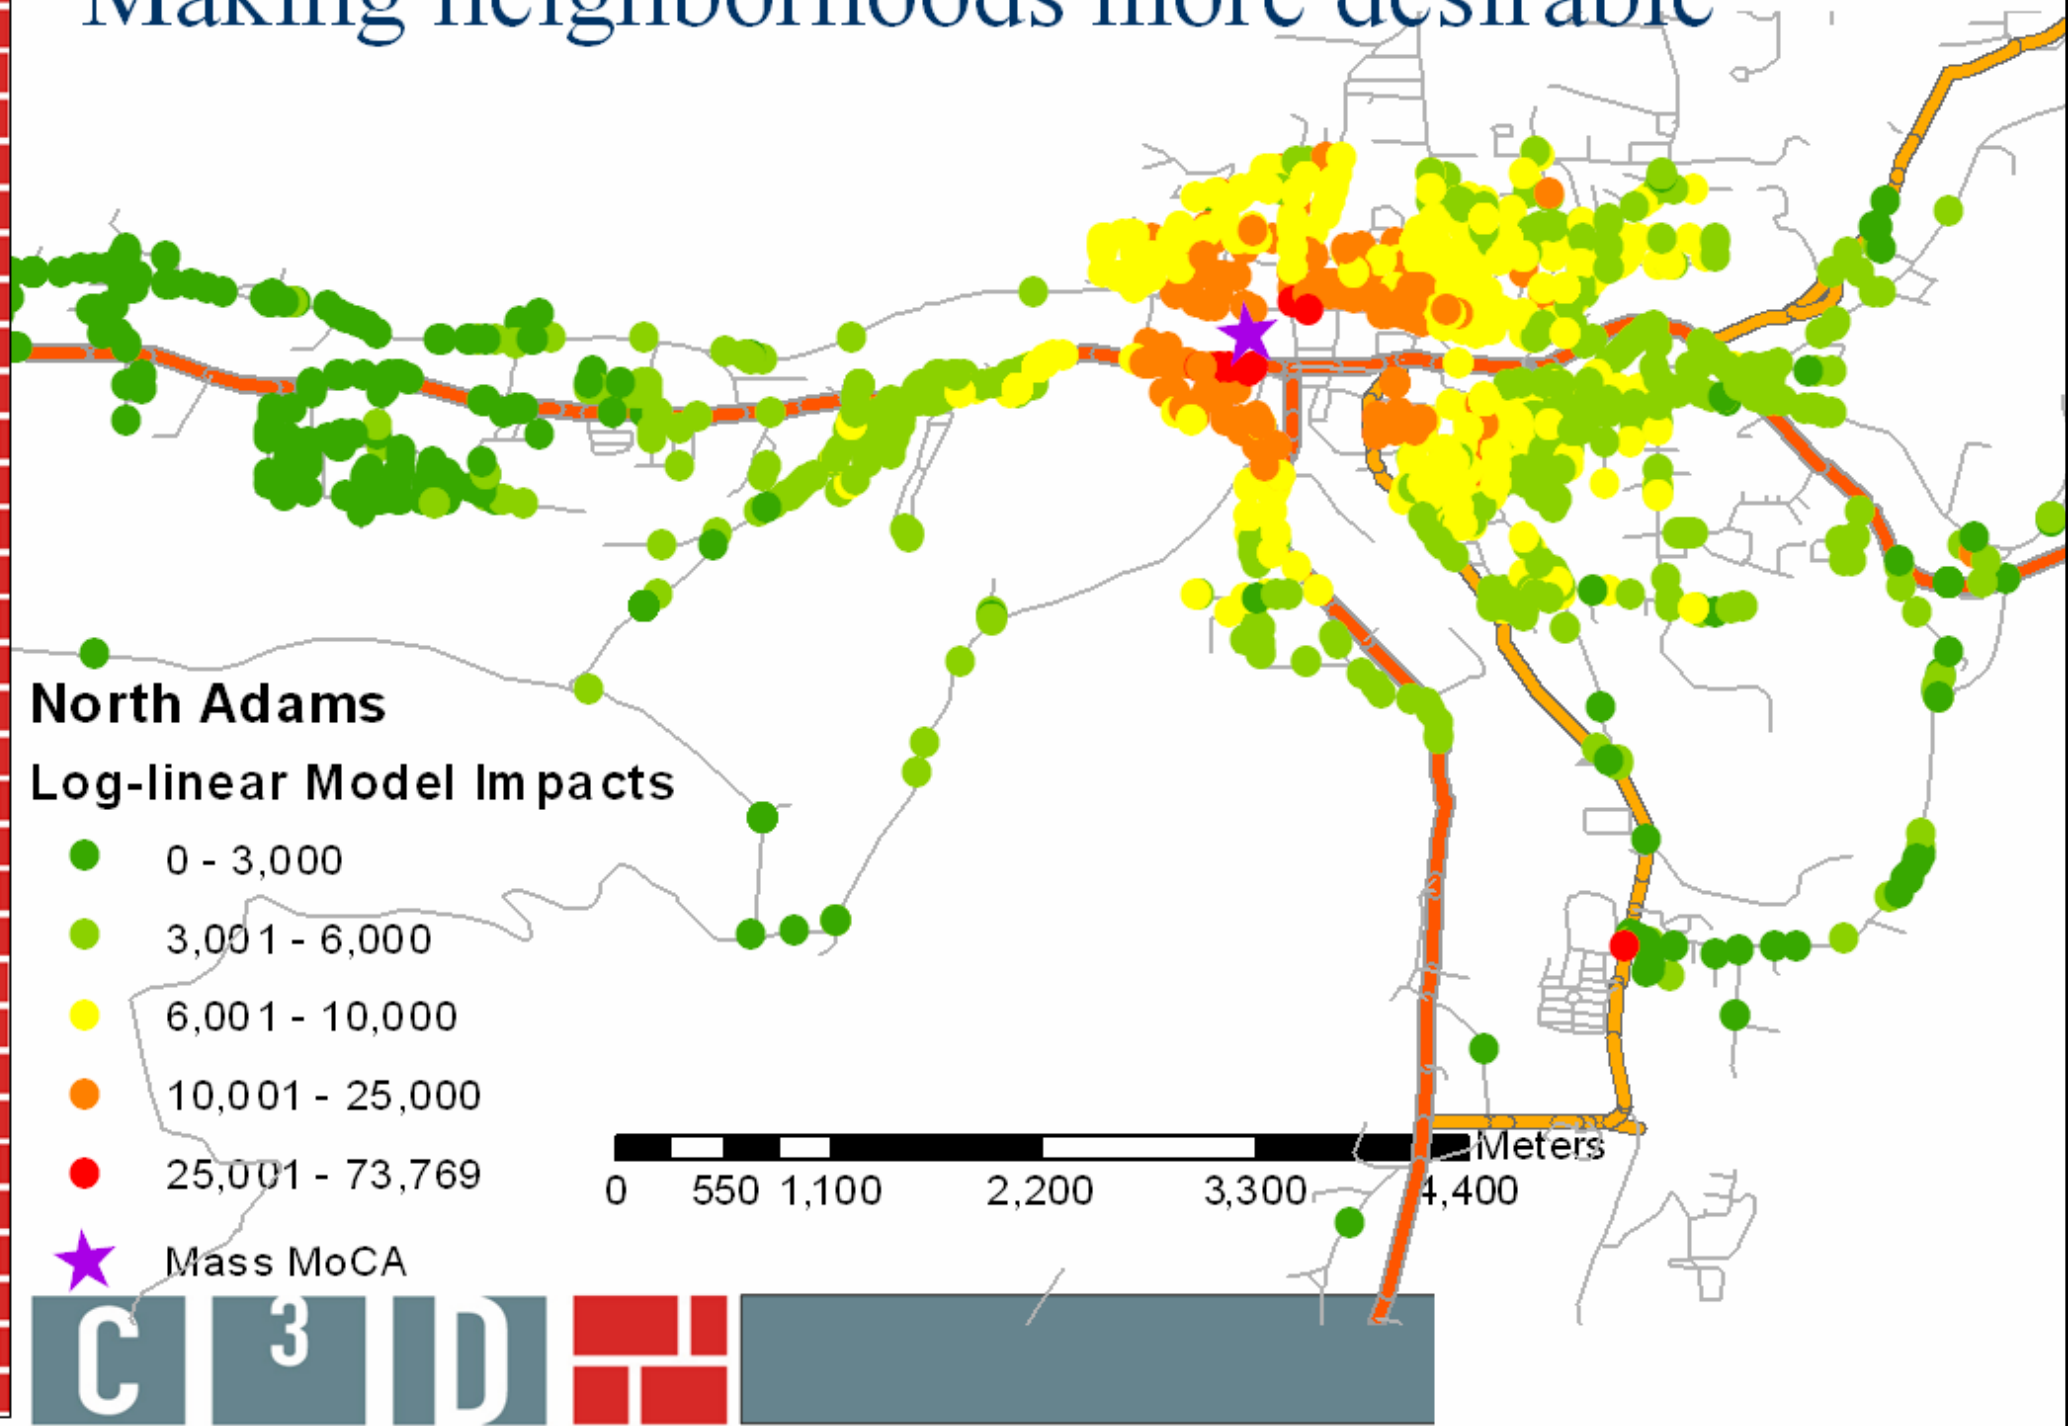 Making neighborhoods more desirable
North Adams
Log-linear Model Impacts
0 - 3,000
3,001 - 6,000
6,001 - 10,000
10,001 - 25,000
25,001 - 73,769
Mass MoCA
Meters
0 550 1,100 2,200 3,300 4,400
C 3 D